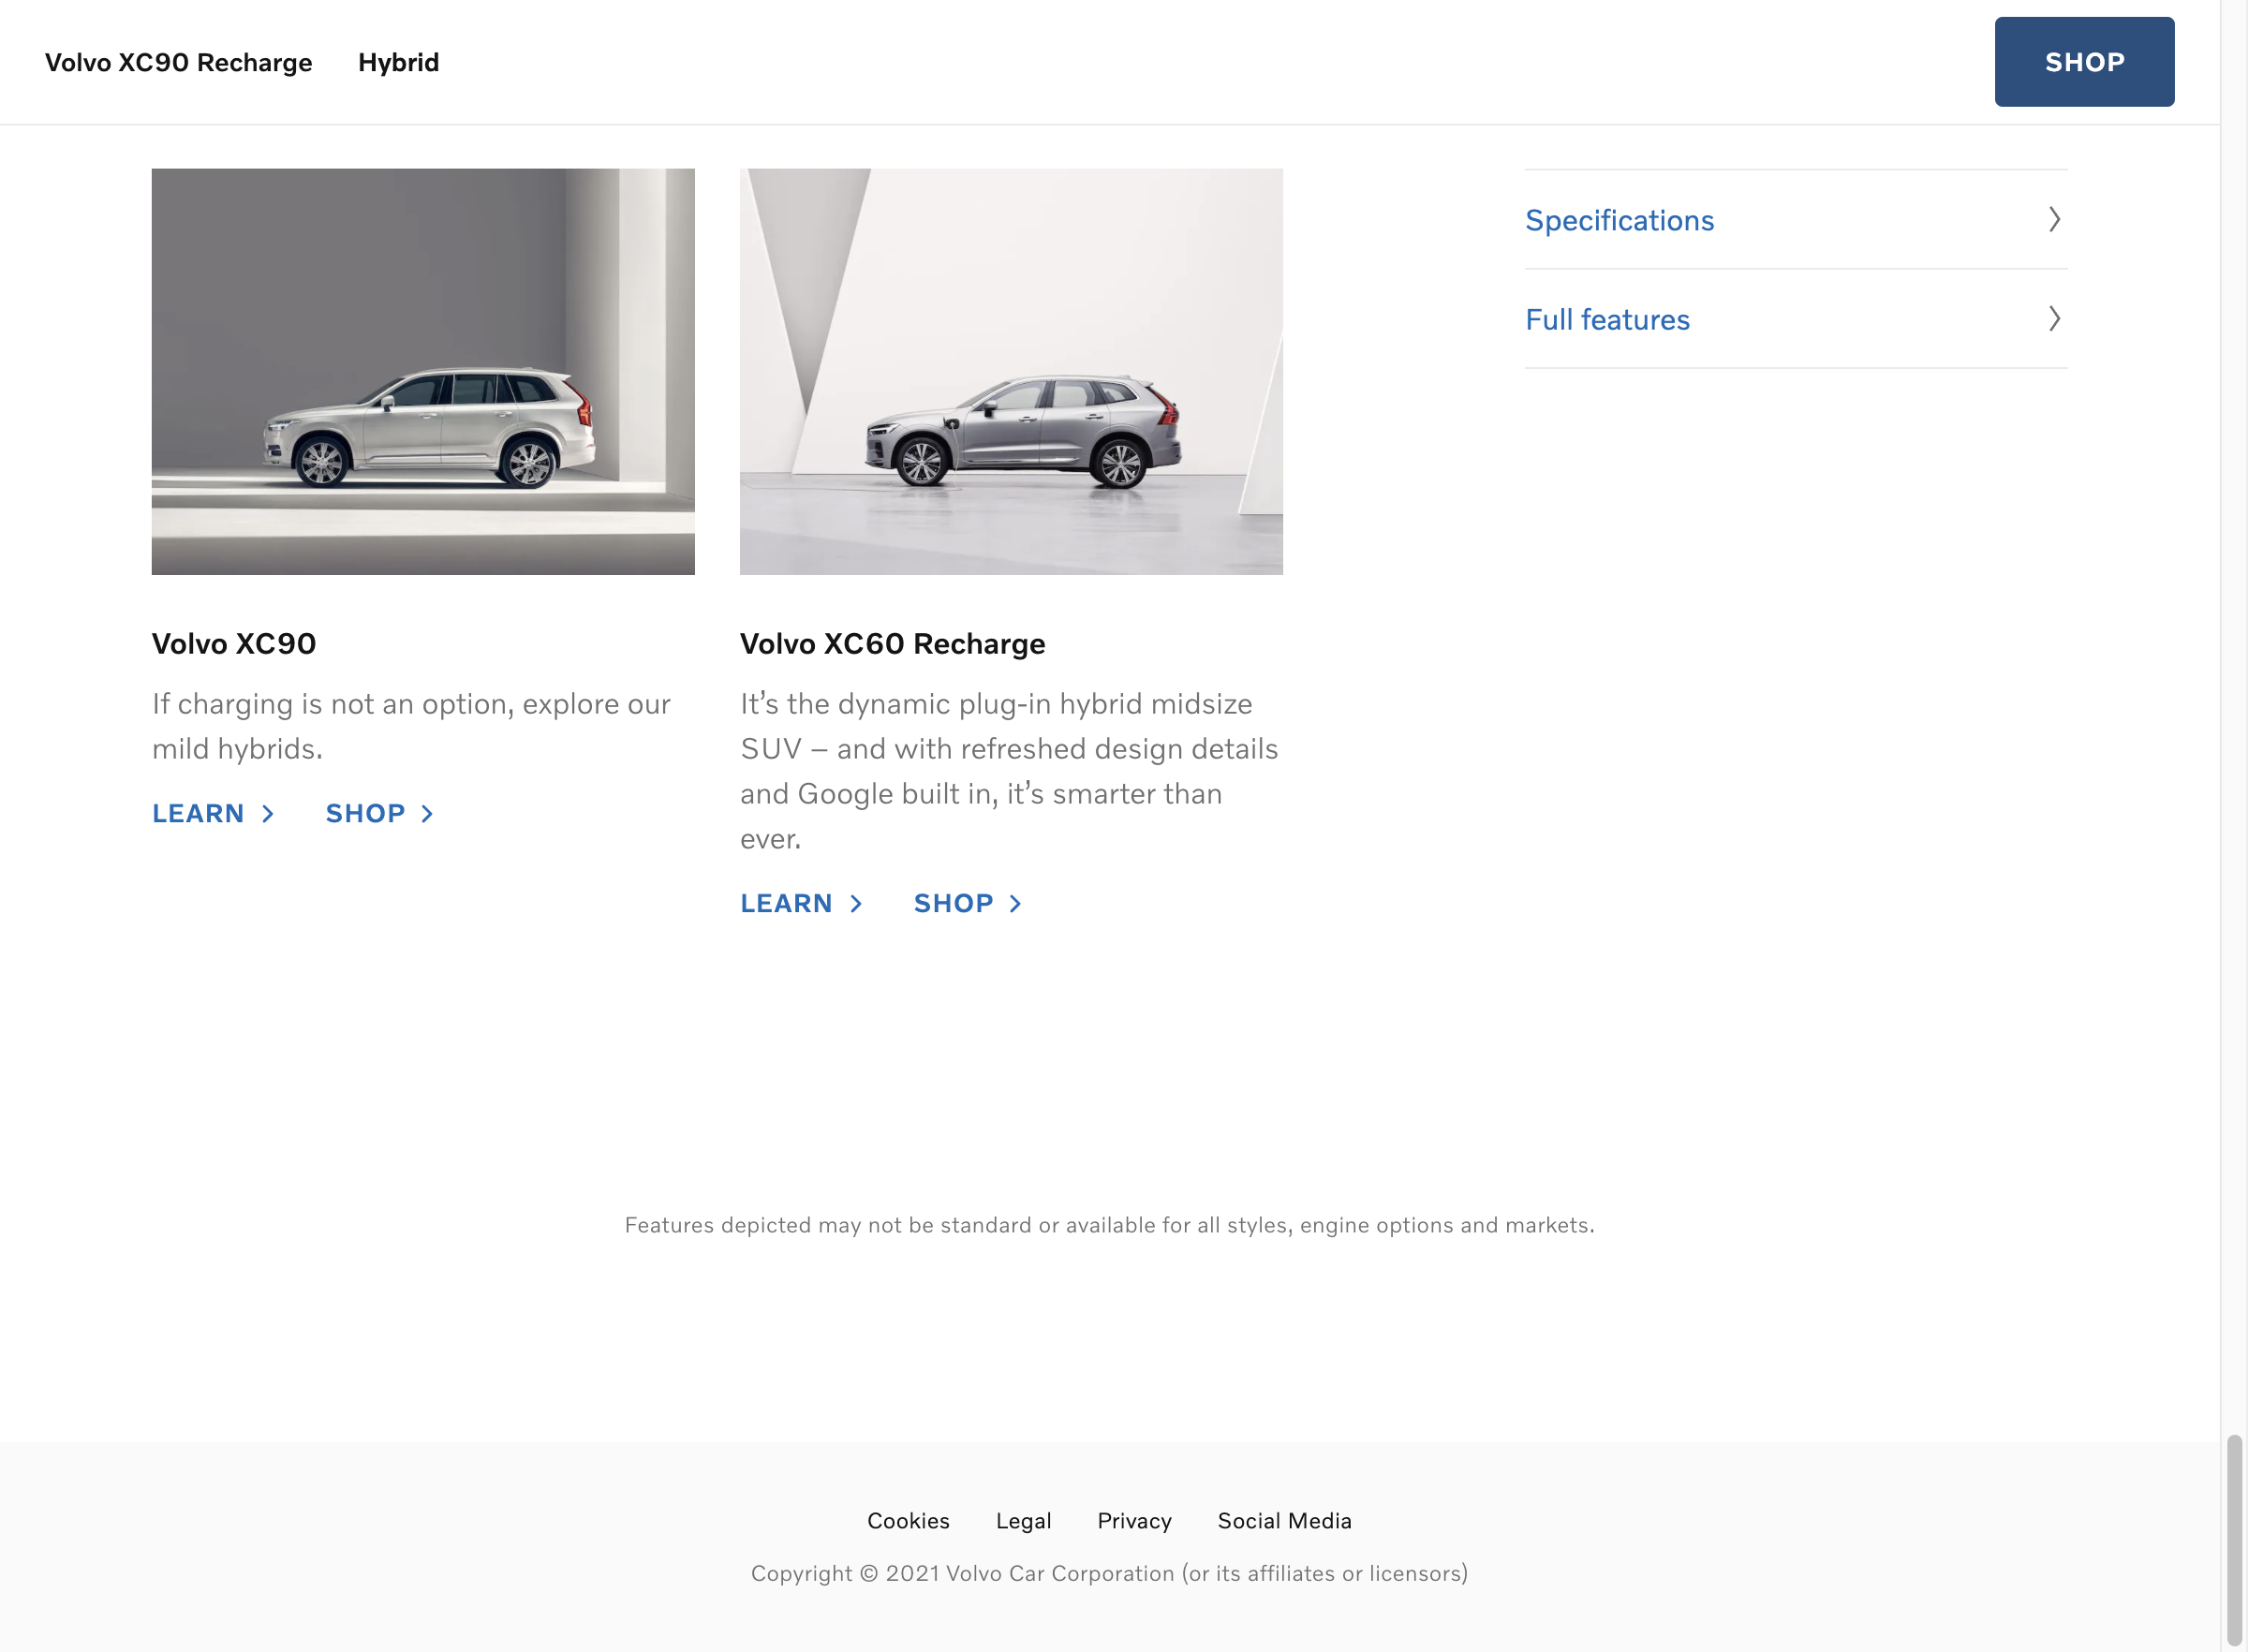 Volvo XC90 Recharge Hybrid SHOP
Specifications
Full features
Volvo XC90
If charging is not an option, explore our
mild hybrids.
LEARN SHOP
Volvo XC60 Recharge
It’s the dynamic plug-in hybrid midsize
SUV – and with refreshed design details
and Google built in, it’s smarter than
ever.
LEARN SHOP
Features depicted may not be standard or available for all styles, engine options and markets.
Cookies Legal Privacy Social Media
Copyright © 2021 Volvo Car Corporation (or its affiliates or licensors)